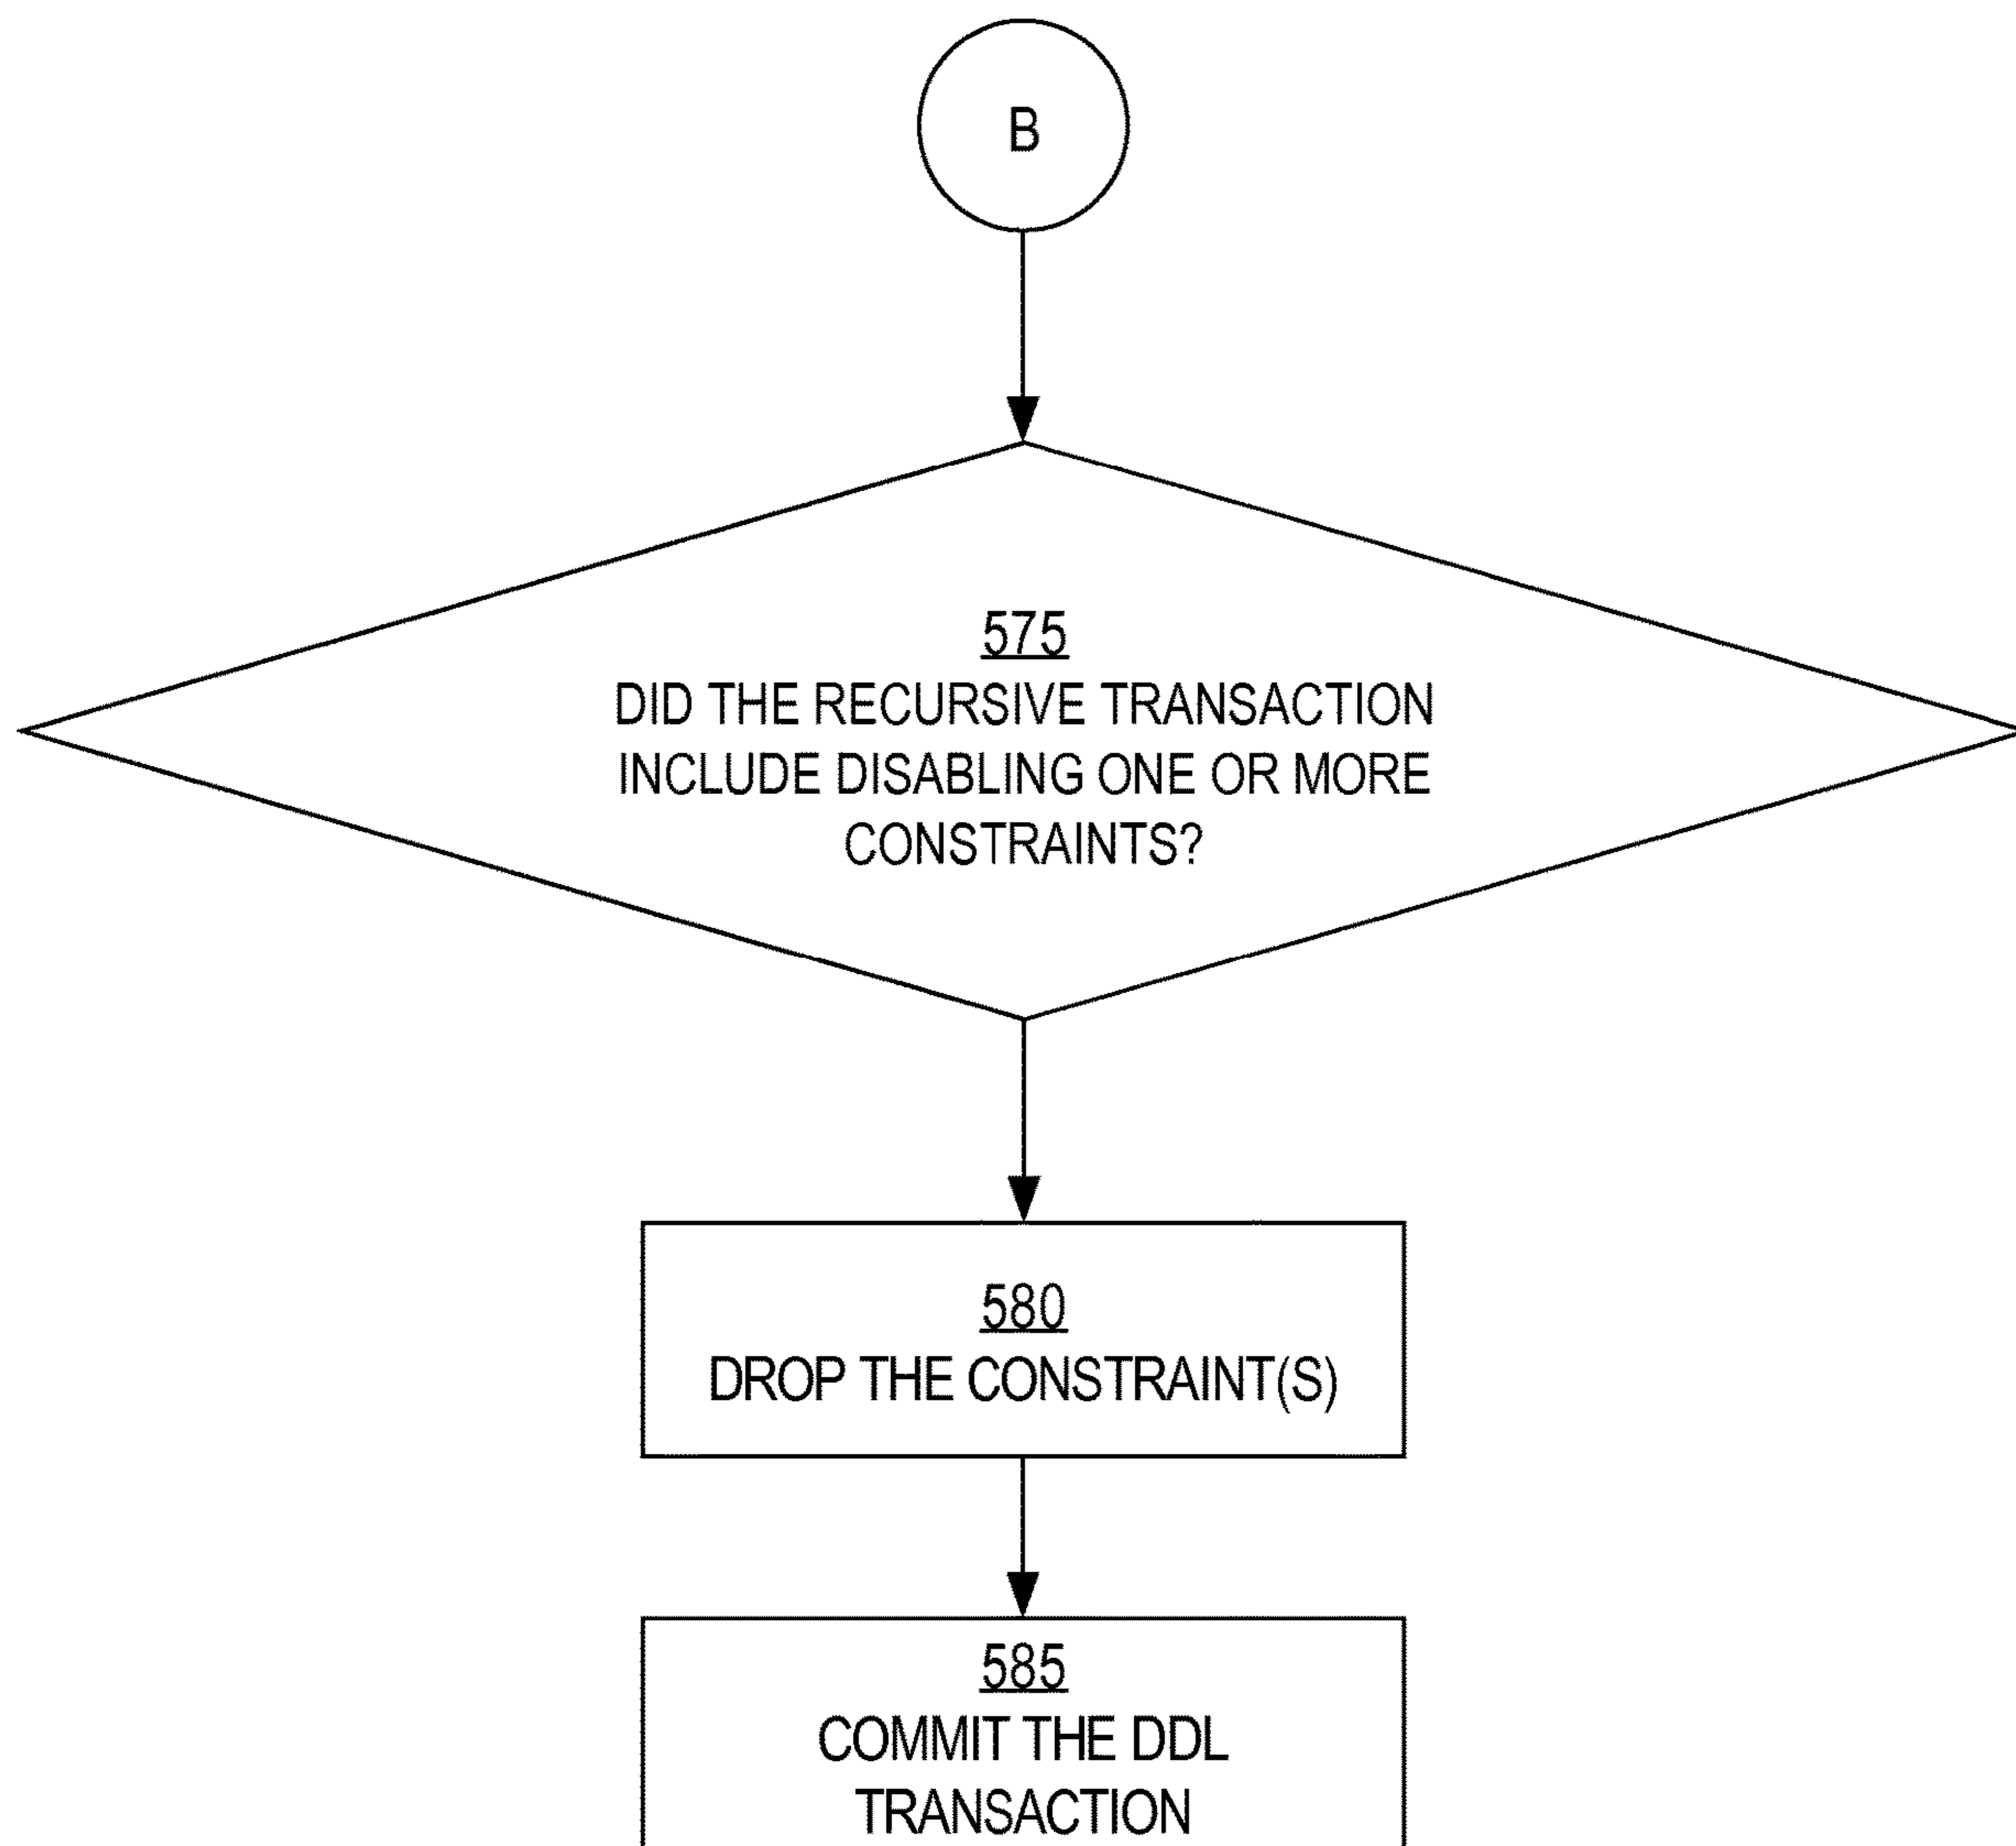 B
575
DID THE RECURSIVE TRANSACTION
INCLUDE DISABLING ONE OR MORE
CONSTRAINTS?
580
DROP THE CONSTRAINT(S)
585
COMMIT THE DDL
TRANSACTION